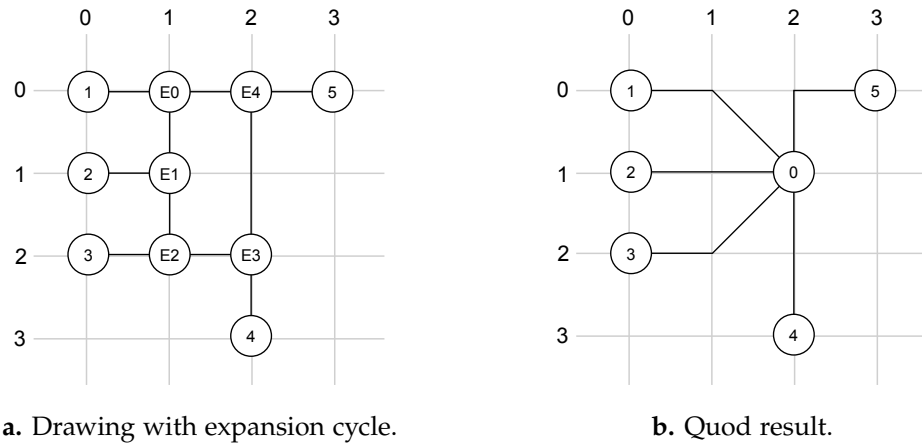 0 1 2 3
0 1 E0 E4 5
1 2 E1
2 3 E2 E3
3 4
a. Drawing with expansion cycle.
0 1 2 3
0 1 5
1 2 0
2 3
3 4
b. Quod result.